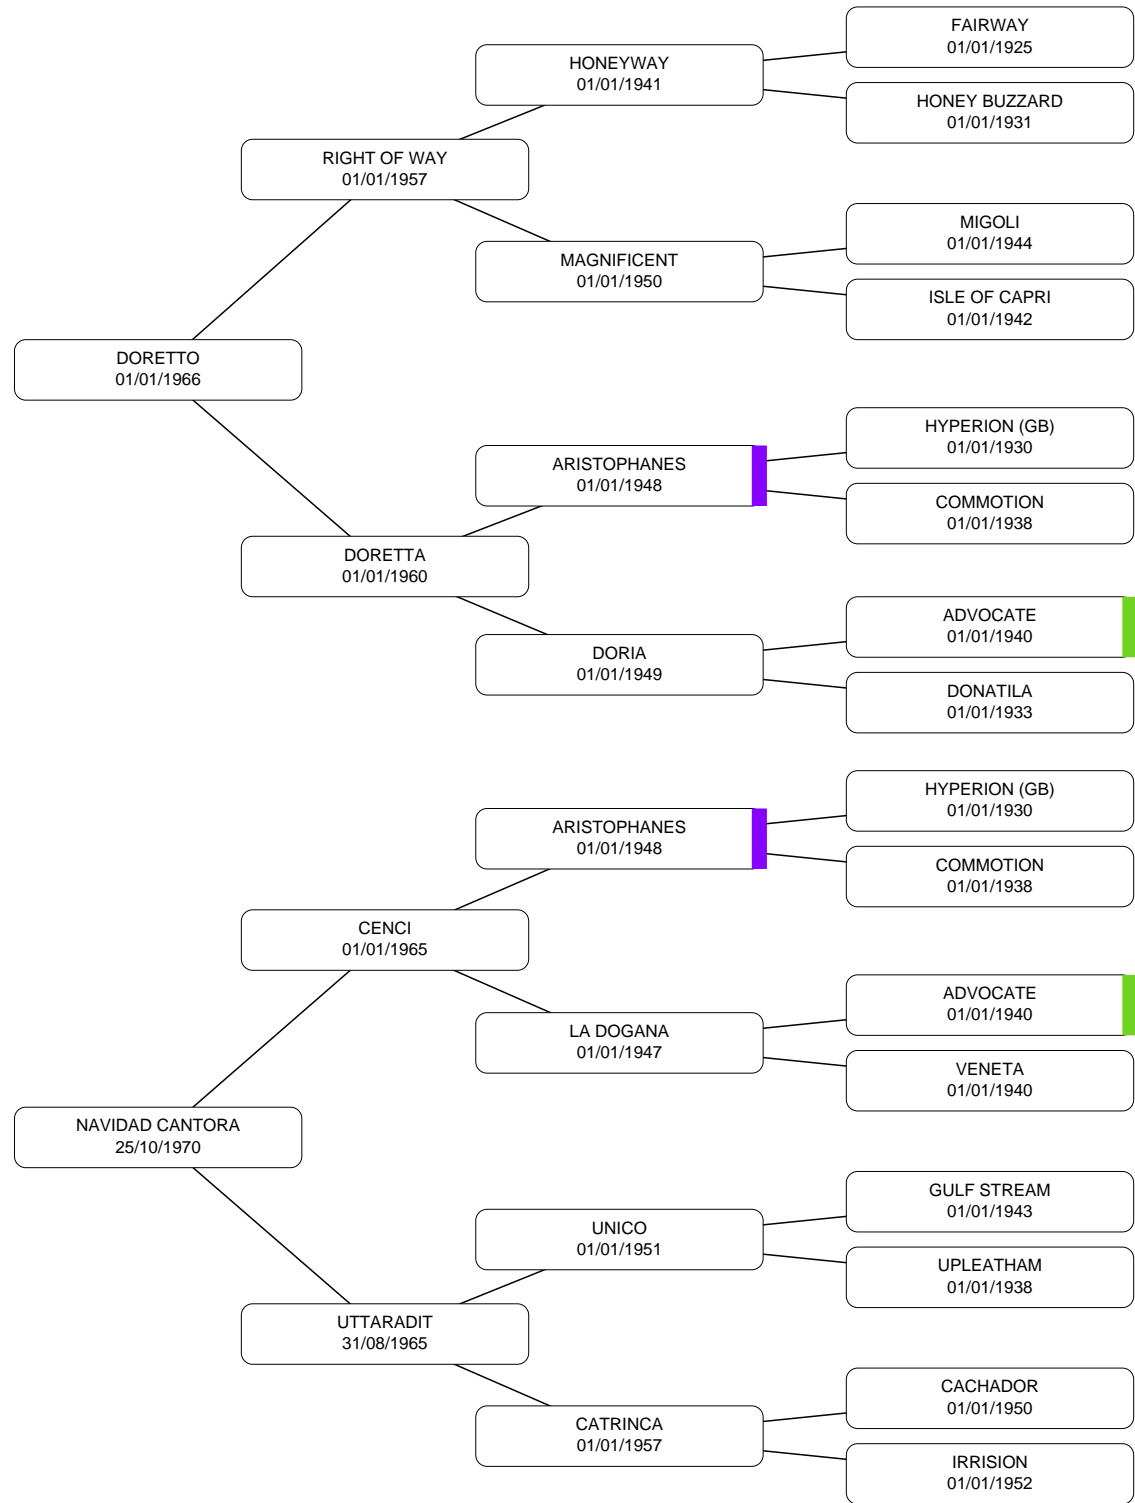 FAIRWAY
01/01/1925
HONEYWAY
01/01/1941
HONEY BUZZARD
01/01/1931
RIGHT OF WAY
01/01/1957
MIGOLI
01/01/1944
MAGNIFICENT
01/01/1950
ISLE OF CAPRI
01/01/1942
DORETTO
01/01/1966
HYPERION (GB)
01/01/1930
ARISTOPHANES
01/01/1948
COMMOTION
01/01/1938
DORETTA
01/01/1960
ADVOCATE
01/01/1940
DORIA
01/01/1949
DONATILA
01/01/1933
HYPERION (GB)
01/01/1930
ARISTOPHANES
01/01/1948
COMMOTION
01/01/1938
CENCI
01/01/1965
ADVOCATE
01/01/1940
LA DOGANA
01/01/1947
VENETA
01/01/1940
NAVIDAD CANTORA
25/10/1970
GULF STREAM
01/01/1943
UNICO
01/01/1951
UPLEATHAM
01/01/1938
UTTARADIT
31/08/1965
CACHADOR
01/01/1950
CATRINCA
01/01/1957
IRRISION
01/01/1952